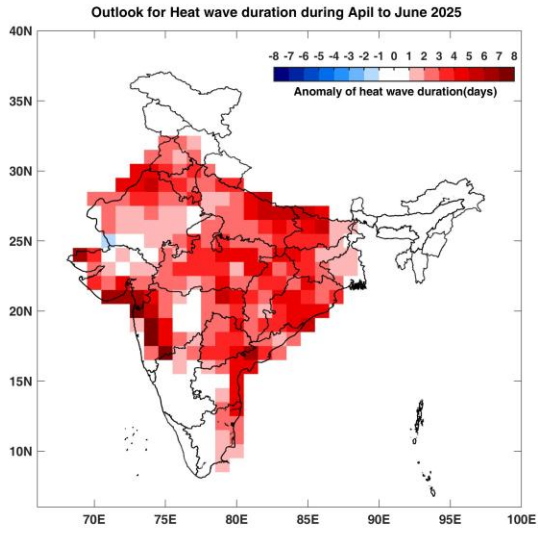 Outlook for Heat wave duration during Apil to June 2025
40N
-8 -7 -6 -5 -4 -3 -2 -1 0 1 2 3 4 5 6 7 8
Anomaly of heat wave duration(days)
35N
30N
25N
20N
15N
10N
70E 75E 80E 85E 90E 95E 100E